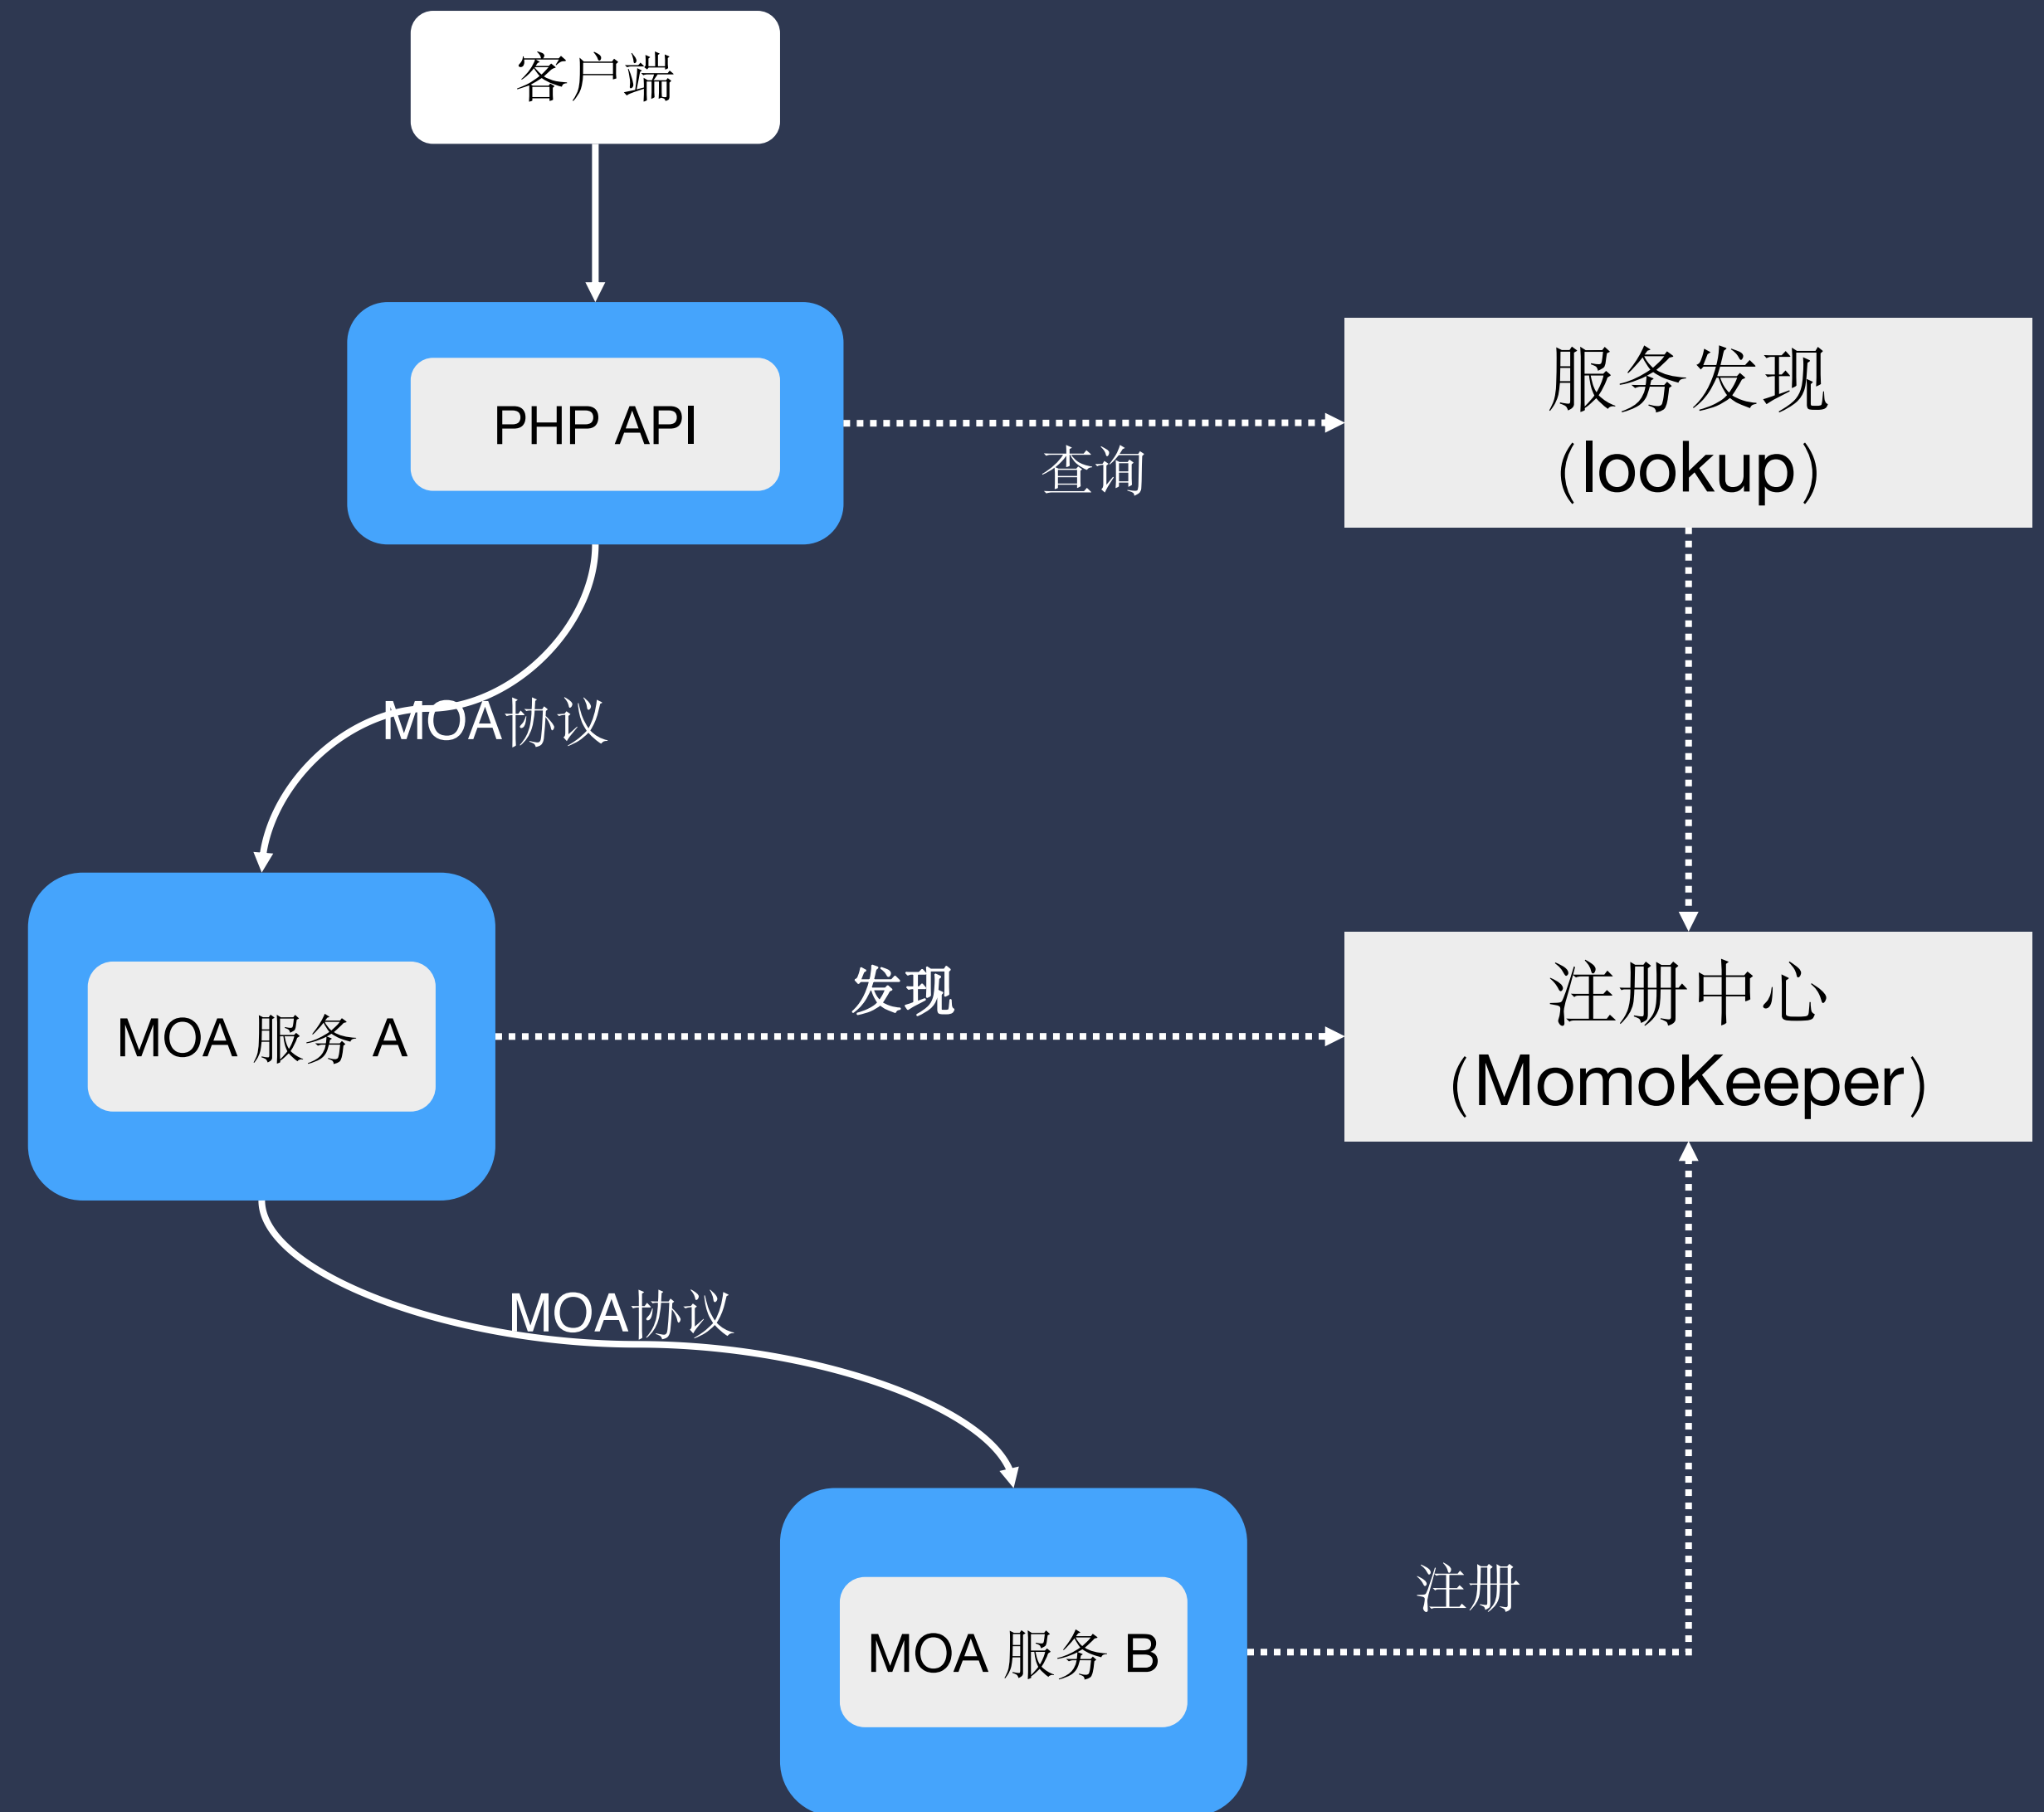 客户端
PHP API
查询
服务发现
（lookup）
MOA协议
MOA 服务 A
发现
注册中心
（MomoKeeper）
MOA协议
MOA 服务 B
注册